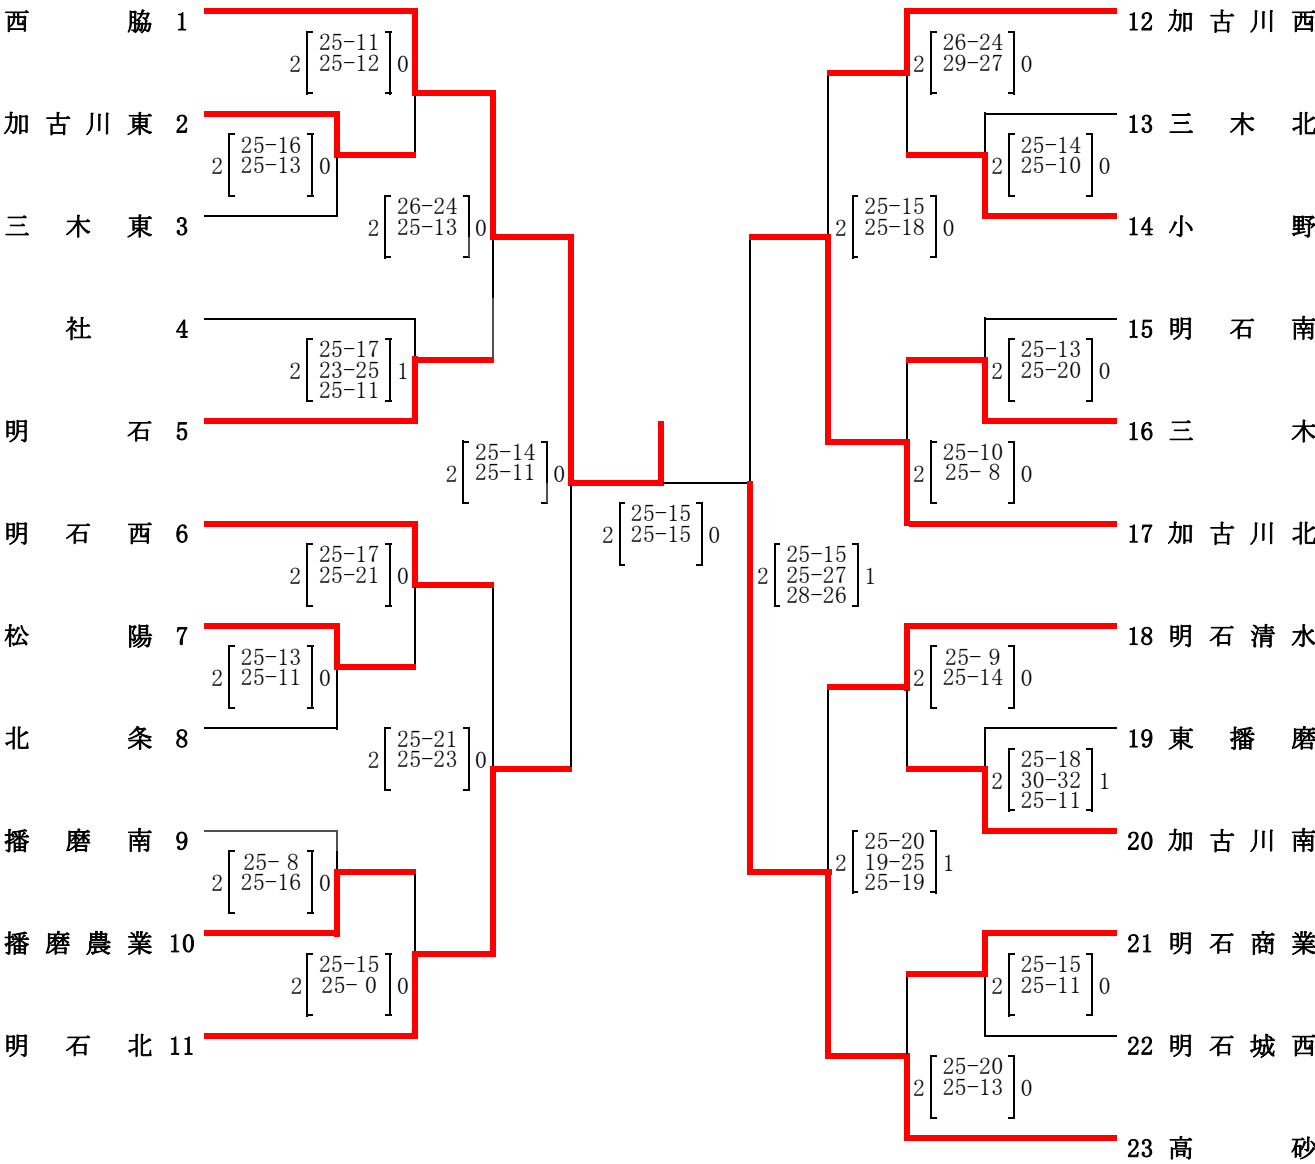 西 脇 1
2 25-11 0
25-12
加 古 川 東 2
2 25-16 0
25-13
三 木 東 3
2 26-24 0
25-13
社 4
2 25-17 1
23-25
25-11
明 石 5
2 25-14 0
25-11
明 石 西 6
2 25-17 0
25-21
松 陽 7
2 25-13 0
25-11
北 条 8
2 25-21 0
25-23
播 磨 南 9
2 25- 8 0
25-16
播 磨 農 業 10
2 25-15 0
25- 0
明 石 北 11
2 25-15 0
25-15
12 加 古 川 西
2 26-24 0
29-27
13 三 木 北
2 25-14 0
25-10
14 小 野
2 25-15 0
25-18
15 明 石 南
2 25-13 0
25-20
16 三 木
2 25-10 0
25- 8
17 加 古 川 北
2 25-15 1
25-27
28-26
18 明 石 清 水
2 25- 9 0
25-14
19 東 播 磨
2 25-18 1
30-32
25-11
20 加 古 川 南
2 25-20 1
19-25
25-19
21 明 石 商 業
2 25-15 0
25-11
22 明 石 城 西
2 25-20 0
25-13
23 高 砂